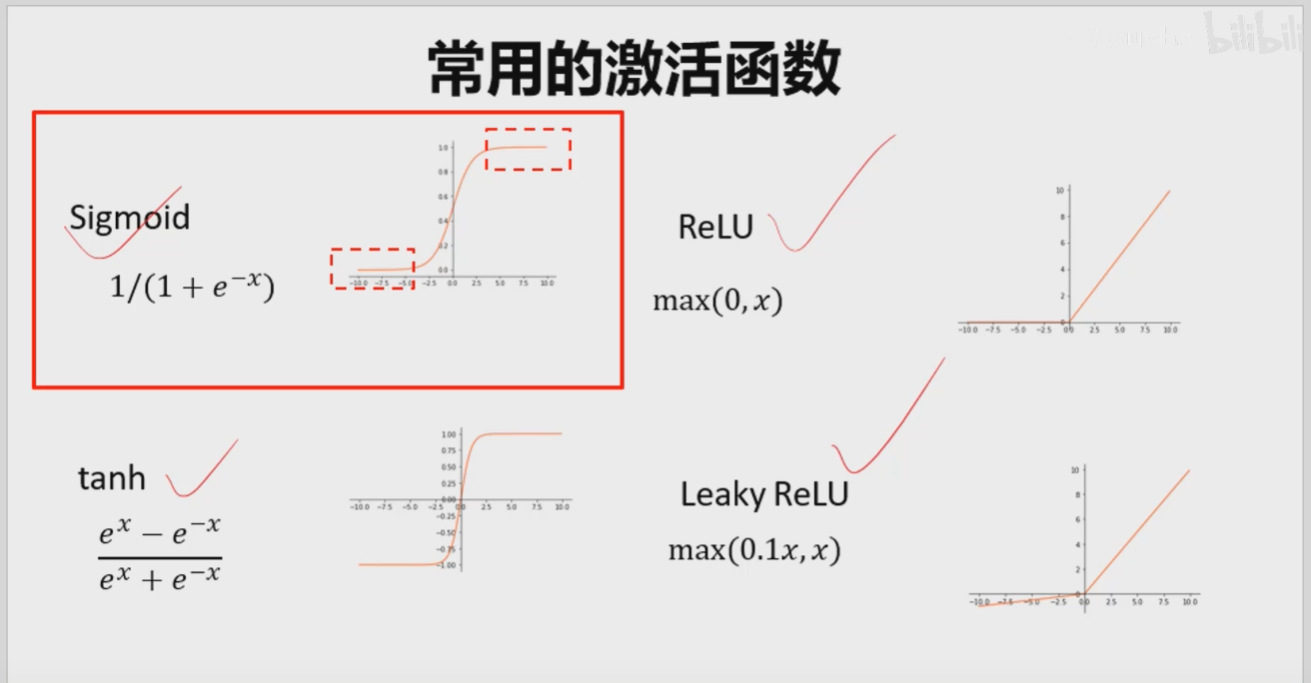 常用的激活函数
bilibili
Sigmoid
1/(1 + e^{-x})
1.0
0.8
0.6
0.4
0.2
0.0
-10.0 -7.5 -5.0 -2.5 0.0 2.5 5.0 7.5 10.0
ReLU
max(0, x)
10
8
6
4
2
0
-10.0 -7.5 -5.0 -2.5 0.0 2.5 5.0 7.5 10.0
tanh
e^x − e^{-x}
e^x + e^{-x}
1.00
0.75
0.50
0.25
0.00
-10.0 -7.5 -5.0 -2.5 0.0 2.5 5.0 7.5 10.0
-0.25
-0.50
-0.75
-1.00
Leaky ReLU
max(0.1x, x)
10
8
6
4
2
0
-10.0 -7.5 -5.0 -2.5 0.0 2.5 5.0 7.5 10.0